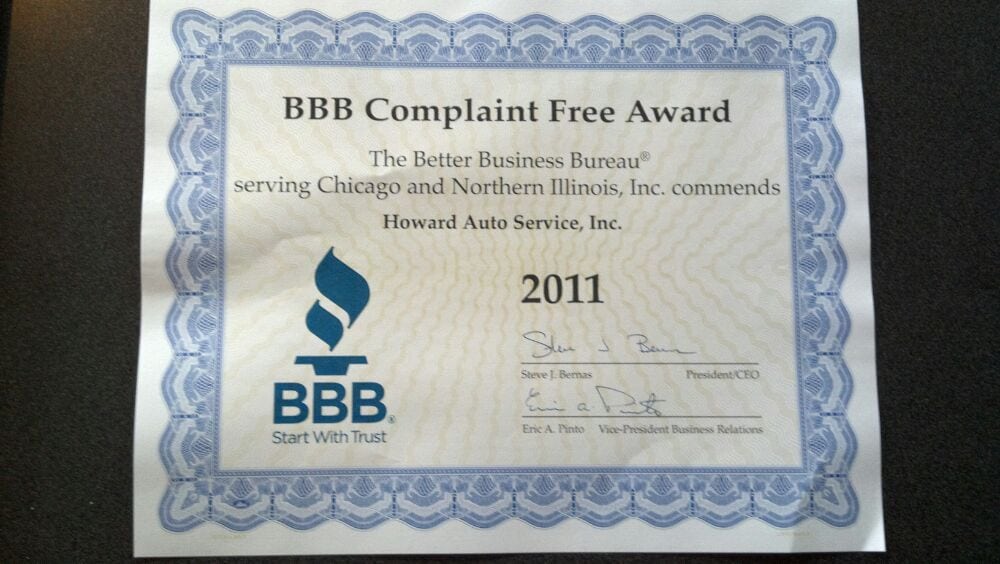 BBB Complaint Free Award
The Better Business Bureau®
serving Chicago and Northern Illinois, Inc. commends
Howard Auto Service, Inc.
2011
Steve J. Bernas President/CEO
Eric A. Pinto Vice-President Business Relations
BBB®
Start With Trust